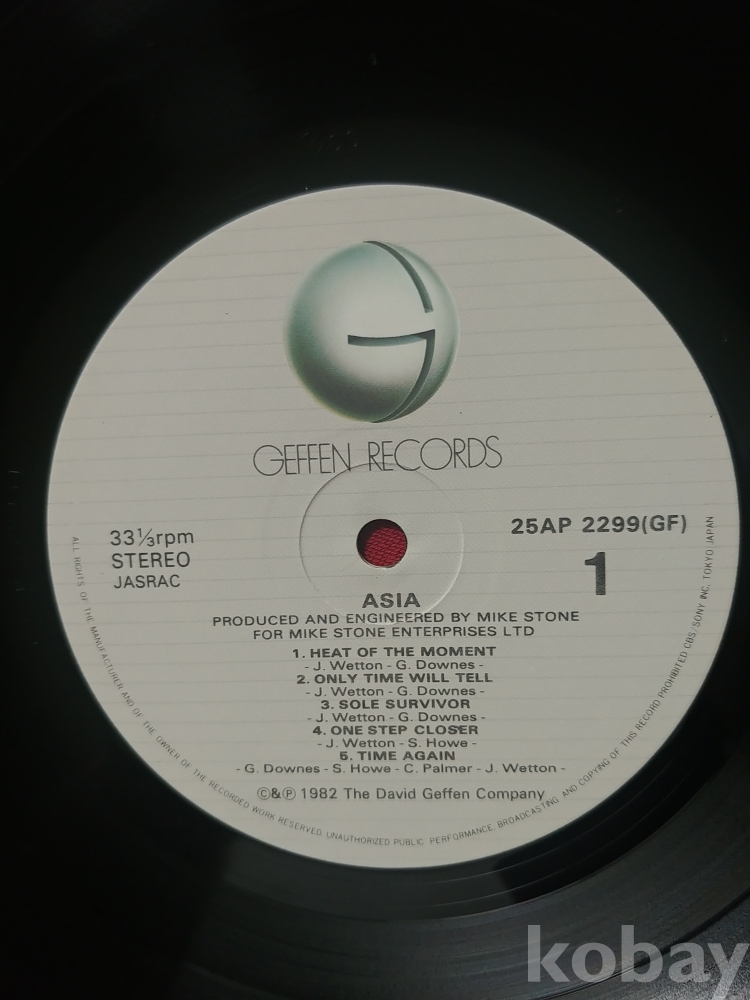 GEFFEN RECORDS
33⅓rpm
STEREO
JASRAC
25AP 2299(GF)
1
ASIA
PRODUCED AND ENGINEERED BY MIKE STONE
FOR MIKE STONE ENTERPRISES LTD
1. HEAT OF THE MOMENT
- J. Wetton - G. Downes -
2. ONLY TIME WILL TELL
- J. Wetton - G. Downes -
3. SOLE SURVIVOR
- J. Wetton - G. Downes -
4. ONE STEP CLOSER
- J. Wetton - S. Howe -
5. TIME AGAIN
- G. Downes - S. Howe - C. Palmer - J. Wetton -
©&℗ 1982 The David Geffen Company
ALL RIGHTS OF THE MANUFACTURER AND OF THE OWNER OF THE RECORDED WORK RESERVED. UNAUTHORIZED PUBLIC PERFORMANCE, BROADCASTING AND COPYING OF THIS RECORD PROHIBITED CBS/SONY INC. TOKYO JAPAN
kobay